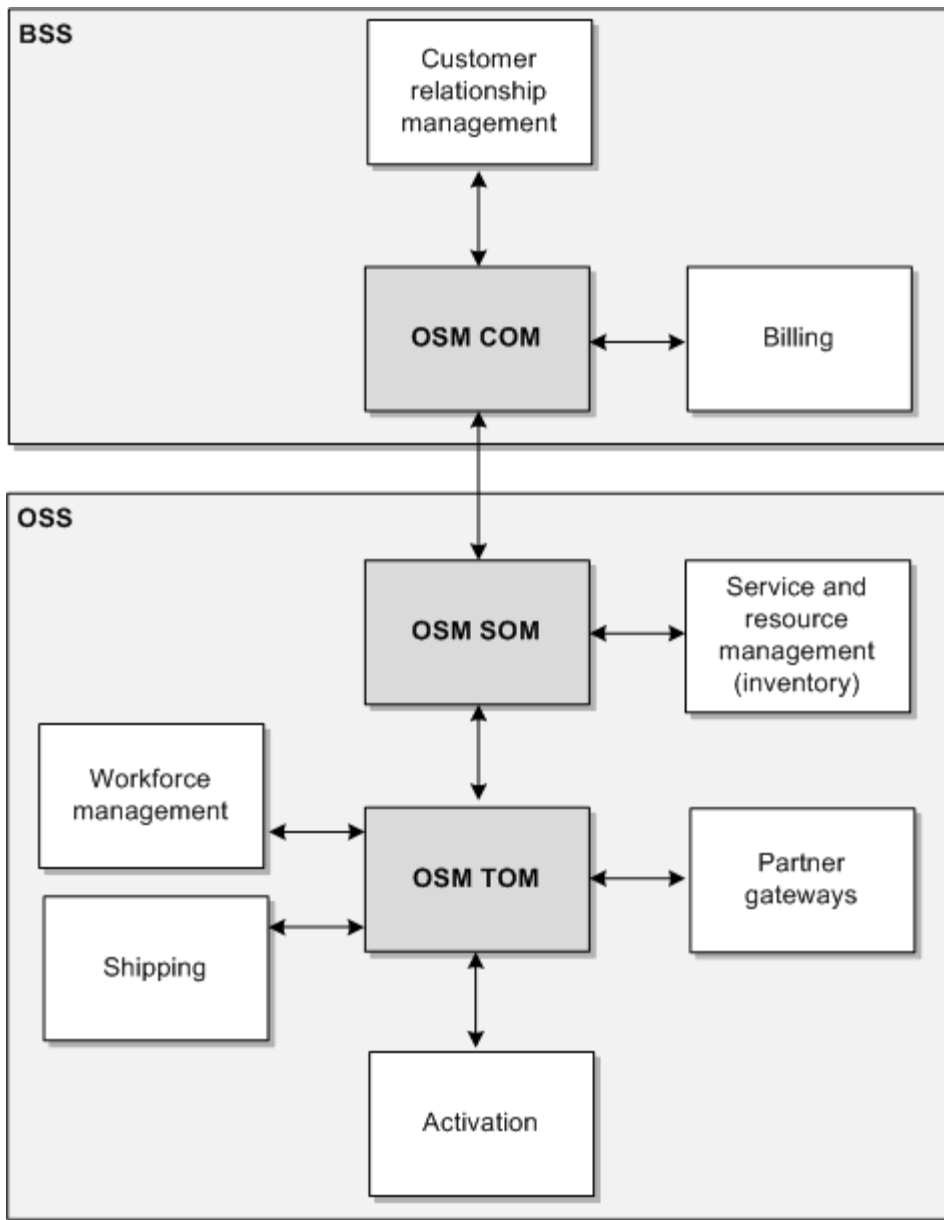 BSS
Customer
relationship
management
OSM COM
Billing
OSS
OSM SOM
Service and
resource
management
(inventory)
Workforce
management
OSM TOM
Partner
gateways
Shipping
Activation